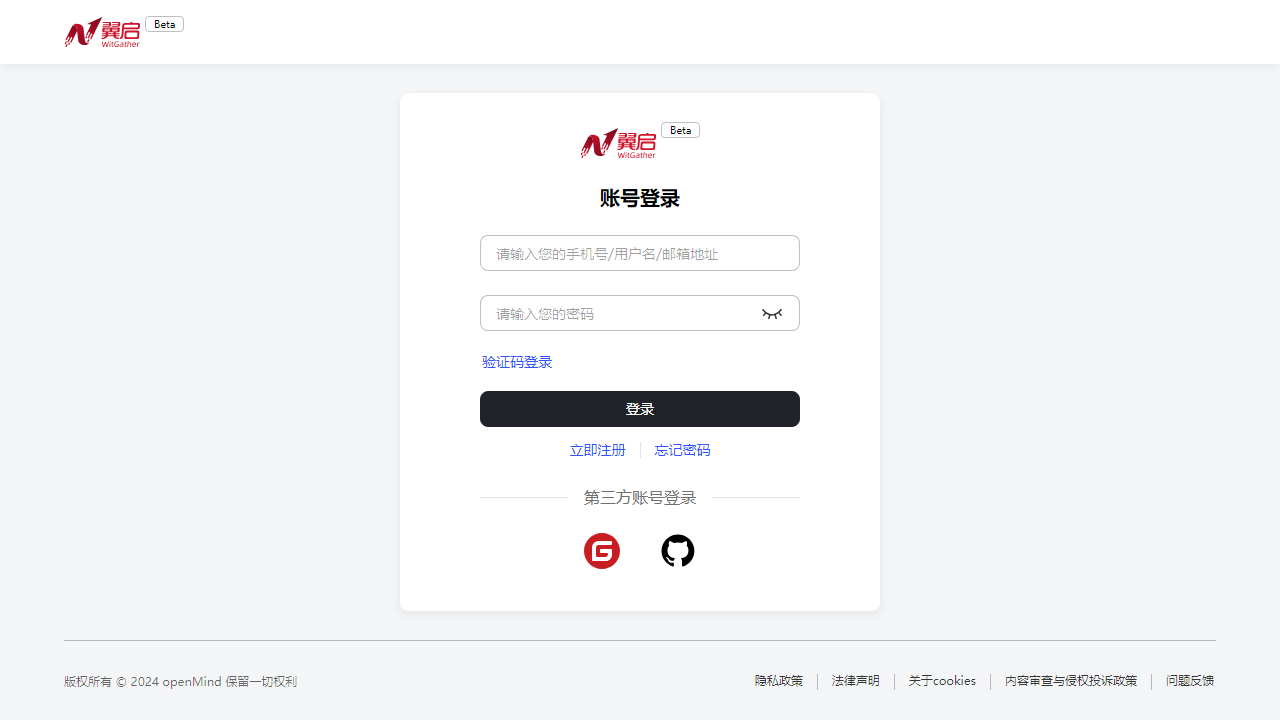 翼启 Beta
WitGather
翼启 Beta
WitGather
账号登录
请输入您的手机号/用户名/邮箱地址
请输入您的密码
验证码登录
登录
立即注册 忘记密码
第三方账号登录
版权所有 © 2024 openMind 保留一切权利
隐私政策 法律声明 关于cookies 内容审查与侵权投诉政策 问题反馈